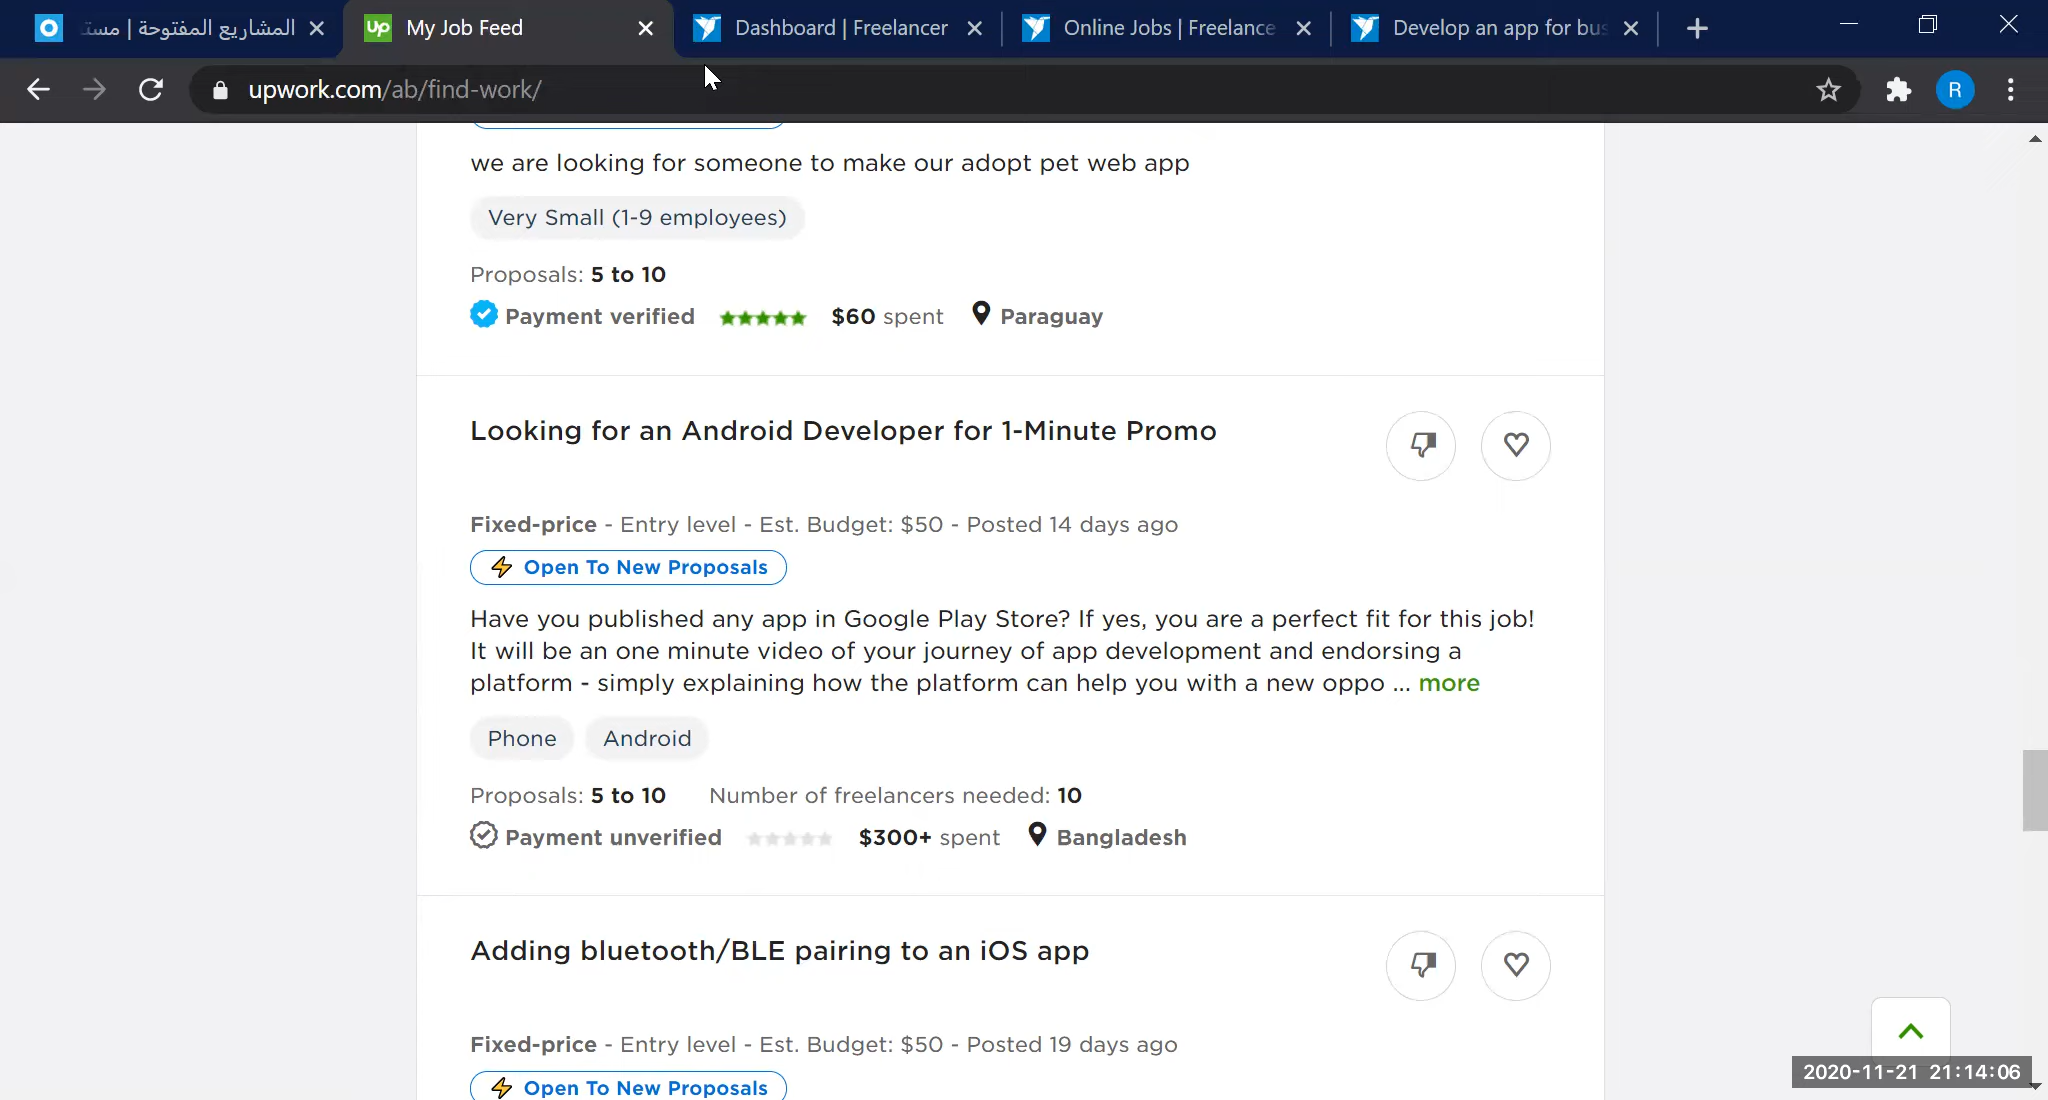 المشاريع المفتوحة | مست
My Job Feed
Dashboard | Freelancer
Online Jobs | Freelance
Develop an app for bus
upwork.com/ab/find-work/
R
we are looking for someone to make our adopt pet web app
Very Small (1-9 employees)
Proposals: 5 to 10
Payment verified $60 spent Paraguay
Looking for an Android Developer for 1-Minute Promo
Fixed-price - Entry level - Est. Budget: $50 - Posted 14 days ago
Open To New Proposals
Have you published any app in Google Play Store? If yes, you are a perfect fit for this job!
It will be an one minute video of your journey of app development and endorsing a
platform - simply explaining how the platform can help you with a new oppo ... more
Phone Android
Proposals: 5 to 10 Number of freelancers needed: 10
Payment unverified $300+ spent Bangladesh
Adding bluetooth/BLE pairing to an iOS app
Fixed-price - Entry level - Est. Budget: $50 - Posted 19 days ago
Open To New Proposals
2020-11-21 21:14:06